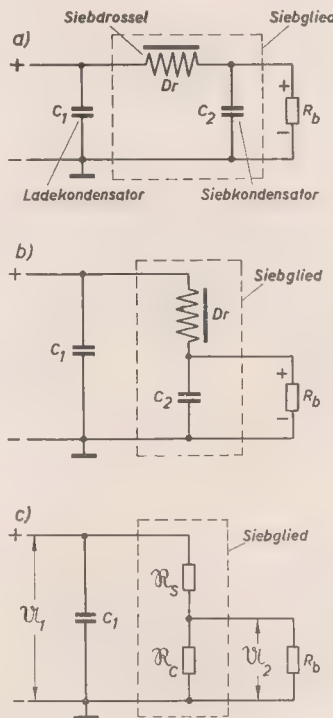 Siebdrossel
Siebglied
a)
+
Dr
C1
C2
+
−
Rb
−
Ladekondensator
Siebkondensator
b)
Siebglied
+
Dr
C1
C2
+
−
Rb
−
c)
Siebglied
+
ℜS
𝔘1
C1
ℜC
𝔘2
Rb
−